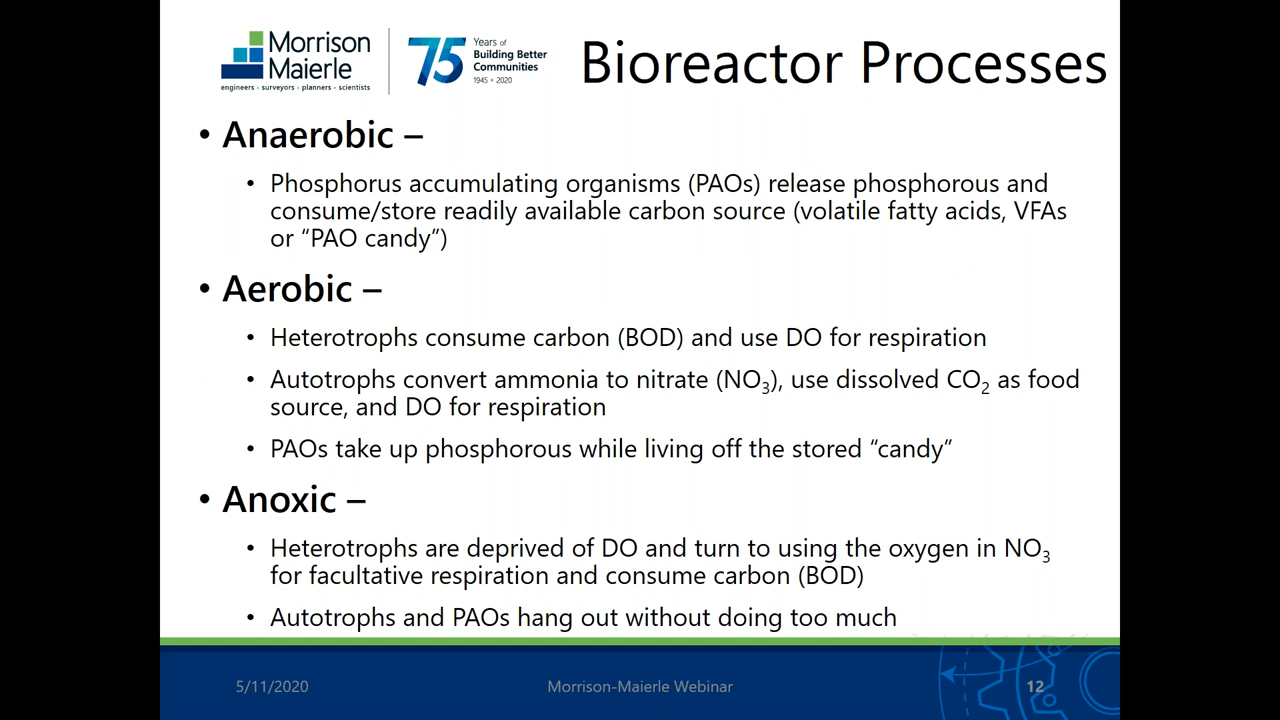 Morrison
Maierle
engineers • surveyors • planners • scientists
75
Years of
Building Better
Communities
1945 • 2020
Bioreactor Processes
• Anaerobic –
• Phosphorus accumulating organisms (PAOs) release phosphorous and
consume/store readily available carbon source (volatile fatty acids, VFAs
or “PAO candy”)
• Aerobic –
• Heterotrophs consume carbon (BOD) and use DO for respiration
• Autotrophs convert ammonia to nitrate (NO₃), use dissolved CO₂ as food
source, and DO for respiration
• PAOs take up phosphorous while living off the stored “candy”
• Anoxic –
• Heterotrophs are deprived of DO and turn to using the oxygen in NO₃
for facultative respiration and consume carbon (BOD)
• Autotrophs and PAOs hang out without doing too much
5/11/2020
Morrison-Maierle Webinar
12